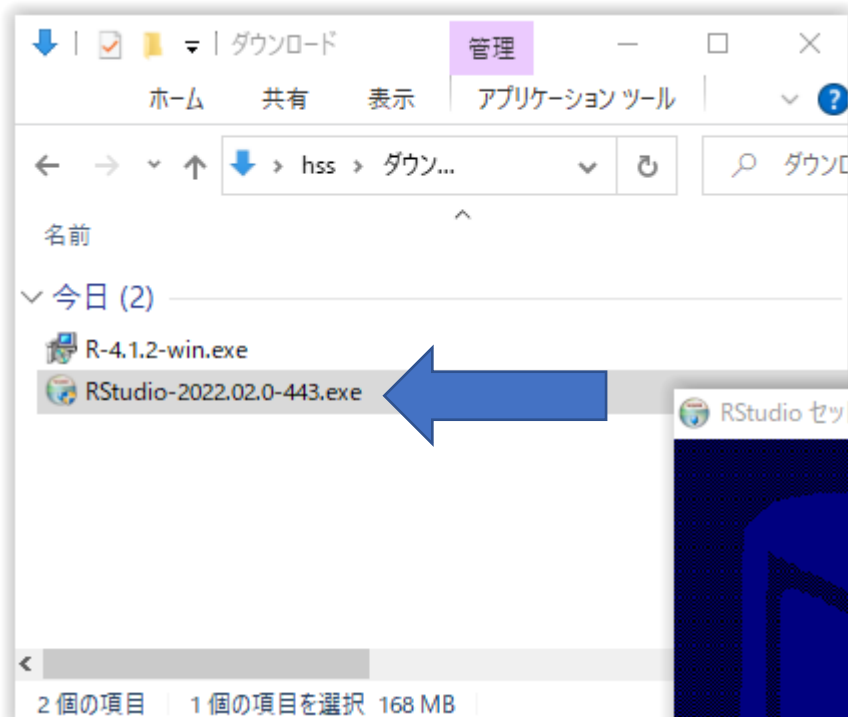 ダウンロード 管理
ホーム 共有 表示 アプリケーション ツール
hss ダウン... ダウンロ
名前
今日 (2)
R-4.1.2-win.exe
RStudio-2022.02.0-443.exe
RStudio セッ
2 個の項目 1 個の項目を選択 168 MB